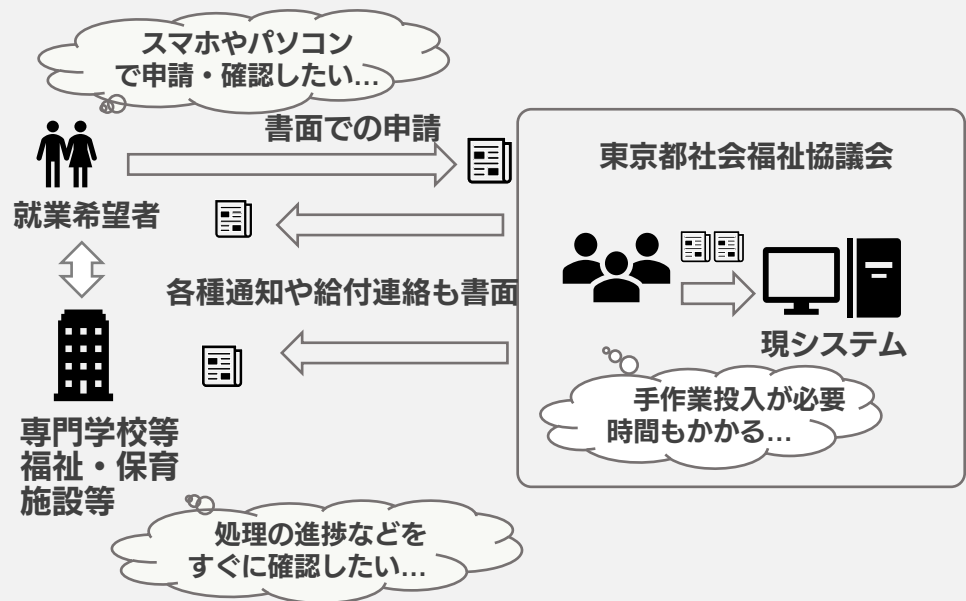 スマホやパソコン
で申請・確認したい…
書面での申請
東京都社会福祉協議会
就業希望者
各種通知や給付連絡も書面
現システム
手作業投入が必要
時間もかかる…
専門学校等
福祉・保育
施設等
処理の進捗などを
すぐに確認したい…